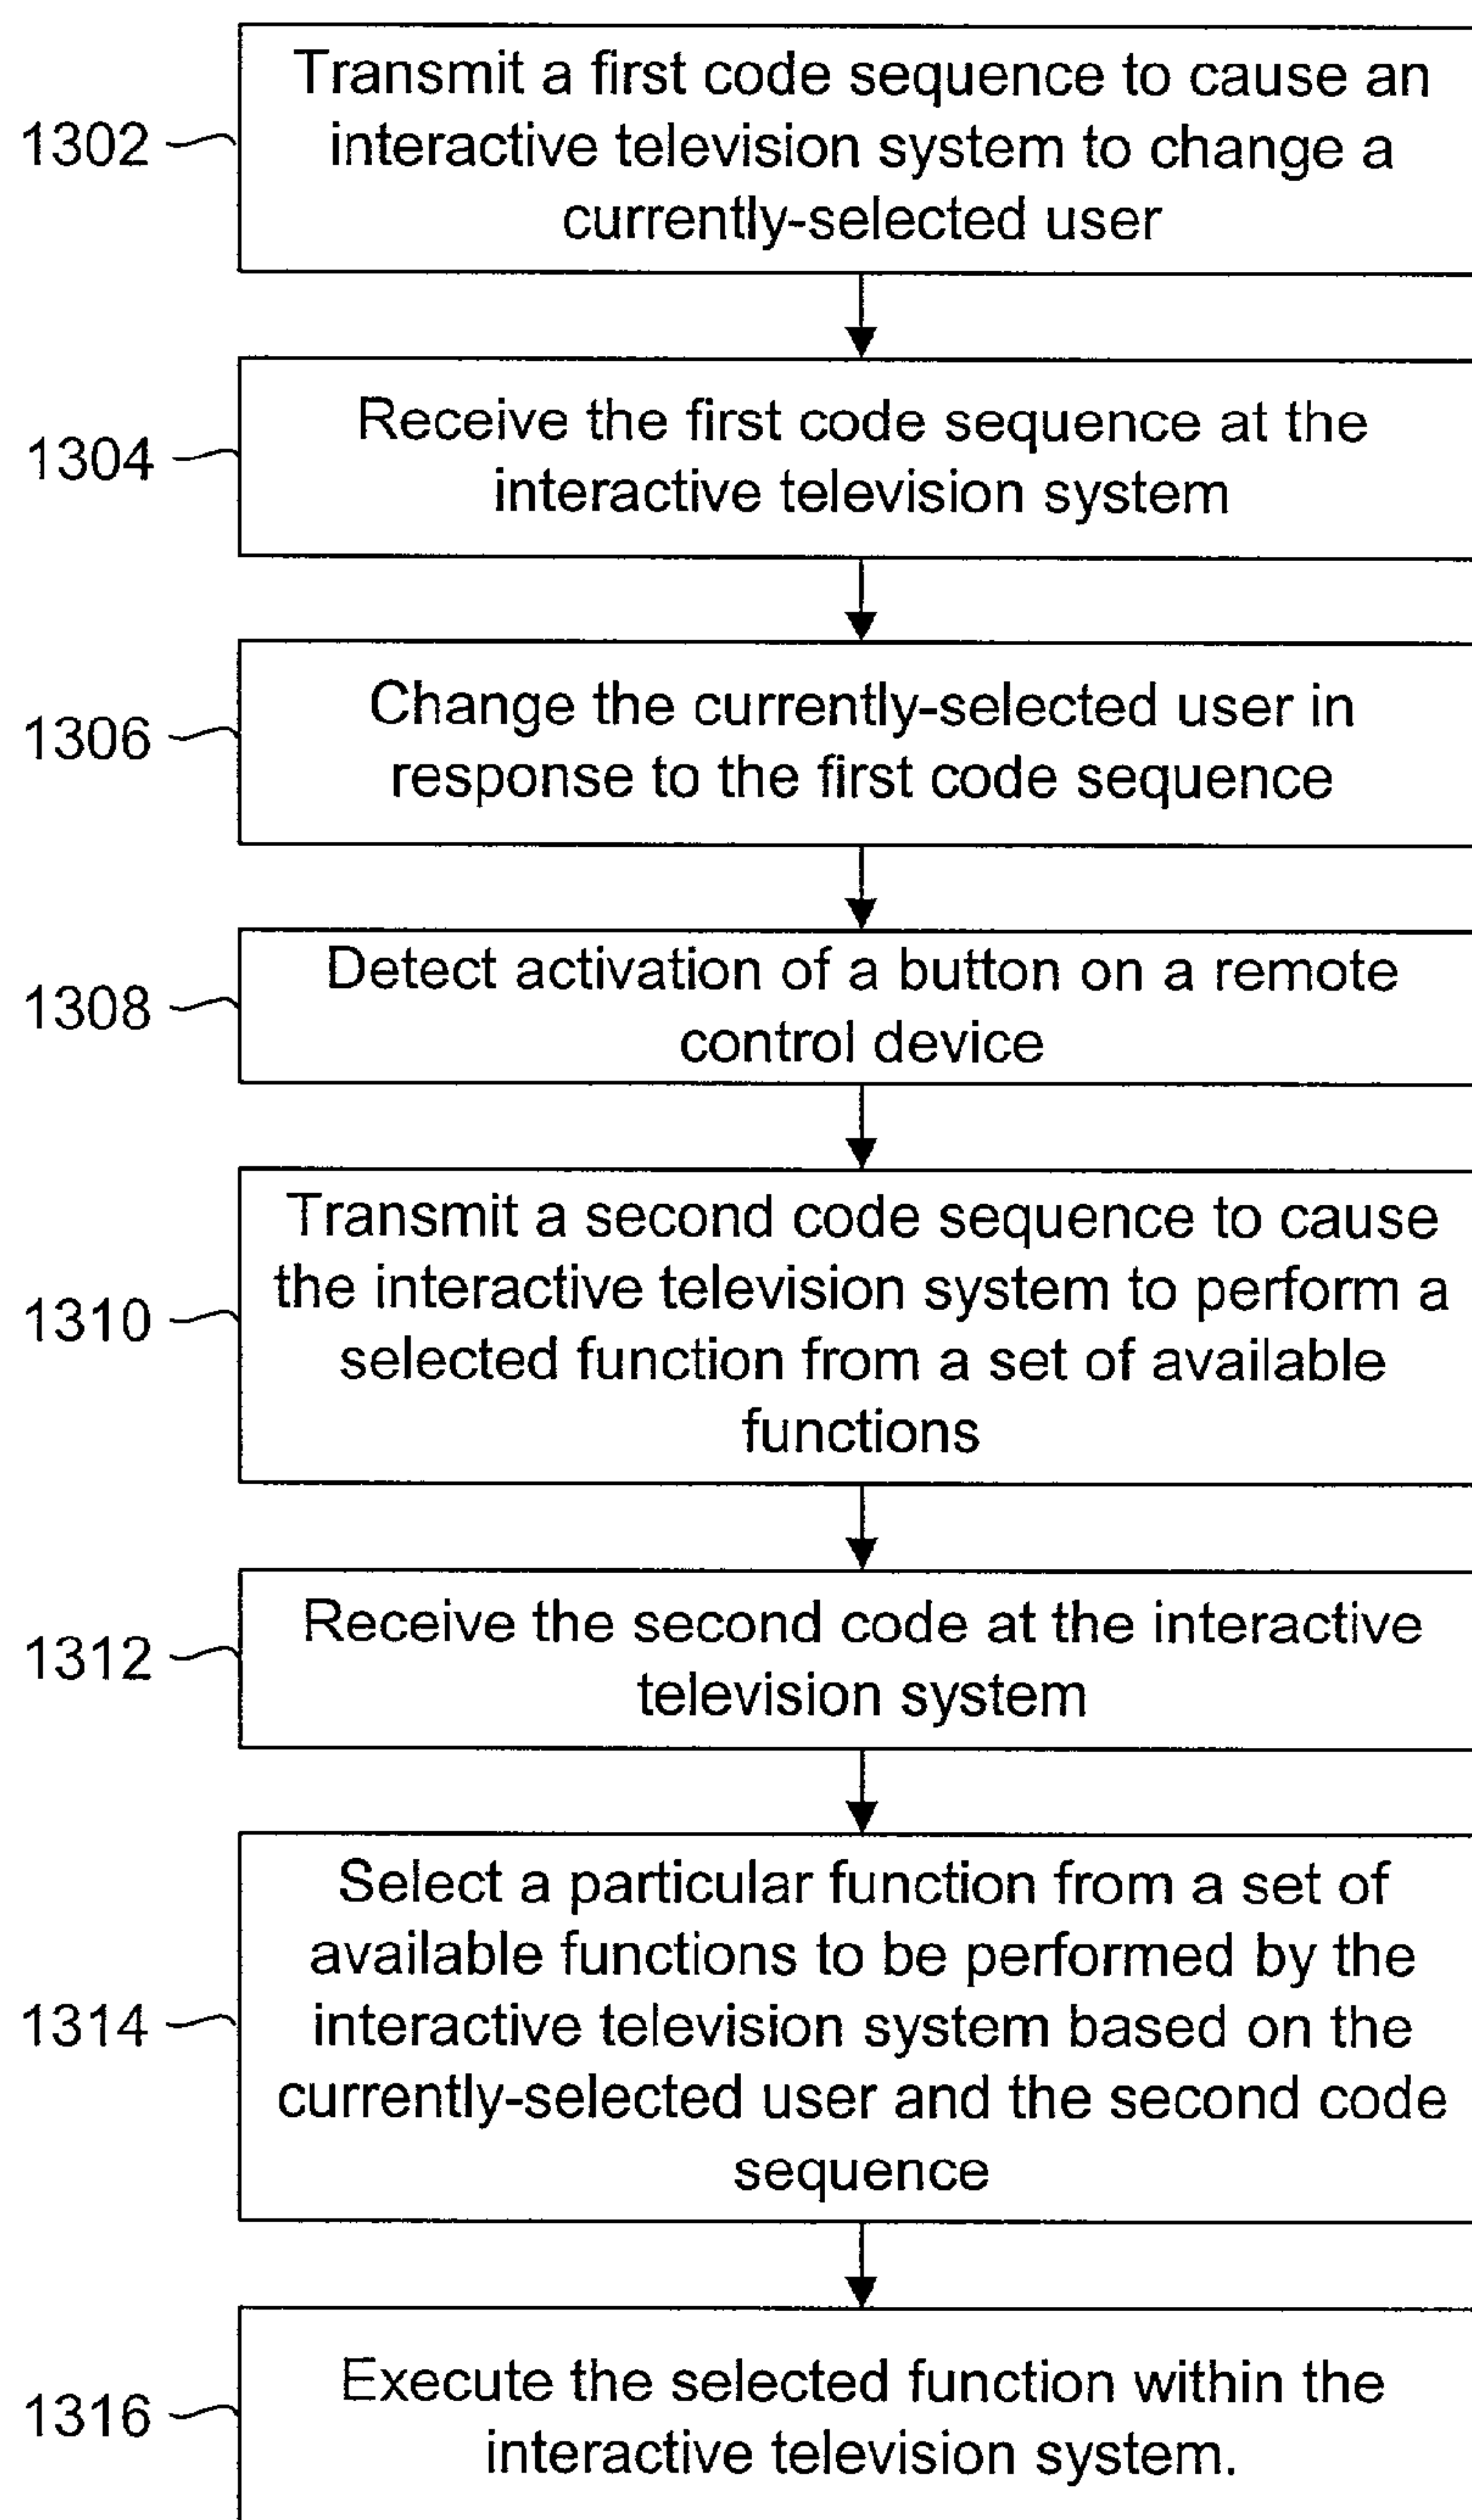 Transmit a first code sequence to cause an
1302
interactive television system to change a
currently-selected user
Receive the first code sequence at the
1304
interactive television system
Change the currently-selected user in
1306
response to the first code sequence
Detect activation of a button on a remote
1308
control device
Transmit a second code sequence to cause
the interactive television system to perform a
1310
selected function from a set of available
functions
Receive the second code at the interactive
1312
television system
Select a particular function from a set of
available functions to be performed by the
1314
interactive television system based on the
currently-selected user and the second code
sequence
Execute the selected function within the
1316
interactive television system.